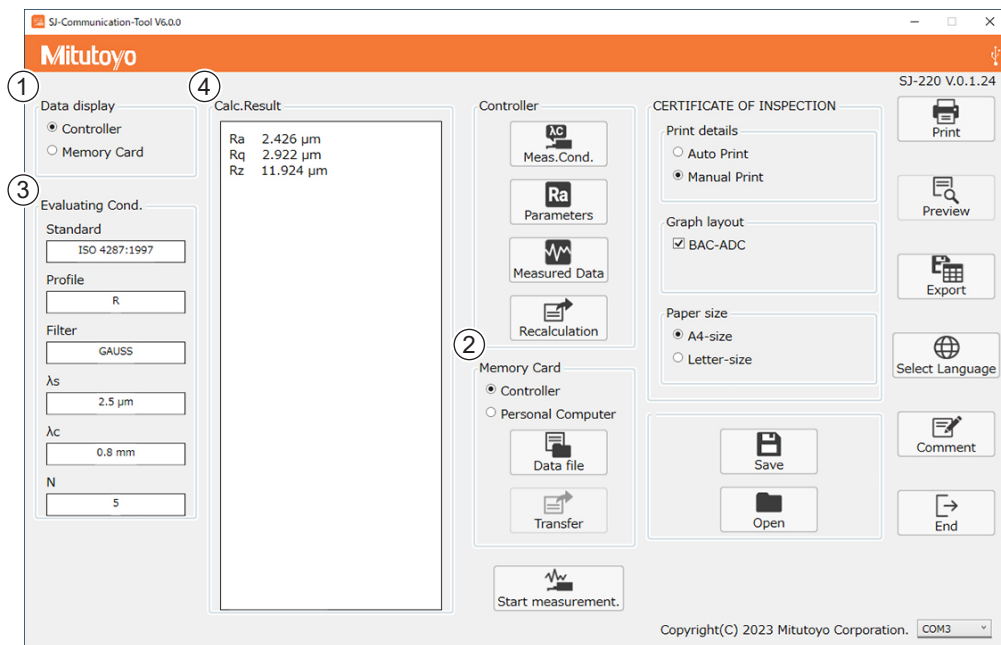 SJ-Communication-Tool V6.0.0
Mitutoyo
SJ-220 V.0.1.24
1
Data display
Controller
Memory Card
3
Evaluating Cond.
Standard
ISO 4287:1997
Profile
R
Filter
GAUSS
λs
2.5 µm
λc
0.8 mm
N
5
4
Calc.Result
Ra 2.426 µm
Rq 2.922 µm
Rz 11.924 µm
Controller
λC
Meas.Cond.
Ra
Parameters
Measured Data
Recalculation
2
Memory Card
Controller
Personal Computer
Data file
Transfer
Start measurement.
CERTIFICATE OF INSPECTION
Print details
Auto Print
Manual Print
Graph layout
BAC-ADC
Paper size
A4-size
Letter-size
Save
Open
Print
Preview
Export
Select Language
Comment
End
Copyright(C) 2023 Mitutoyo Corporation.
COM3